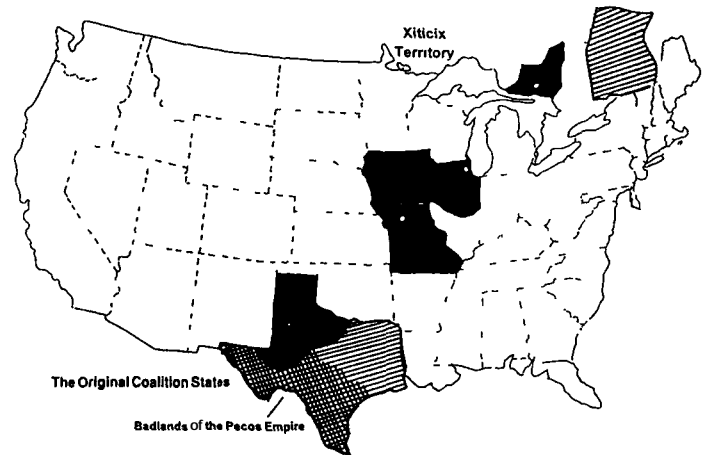 Xiticix
Territory
The Original Coalition States
Badlands of the Pecos Empire